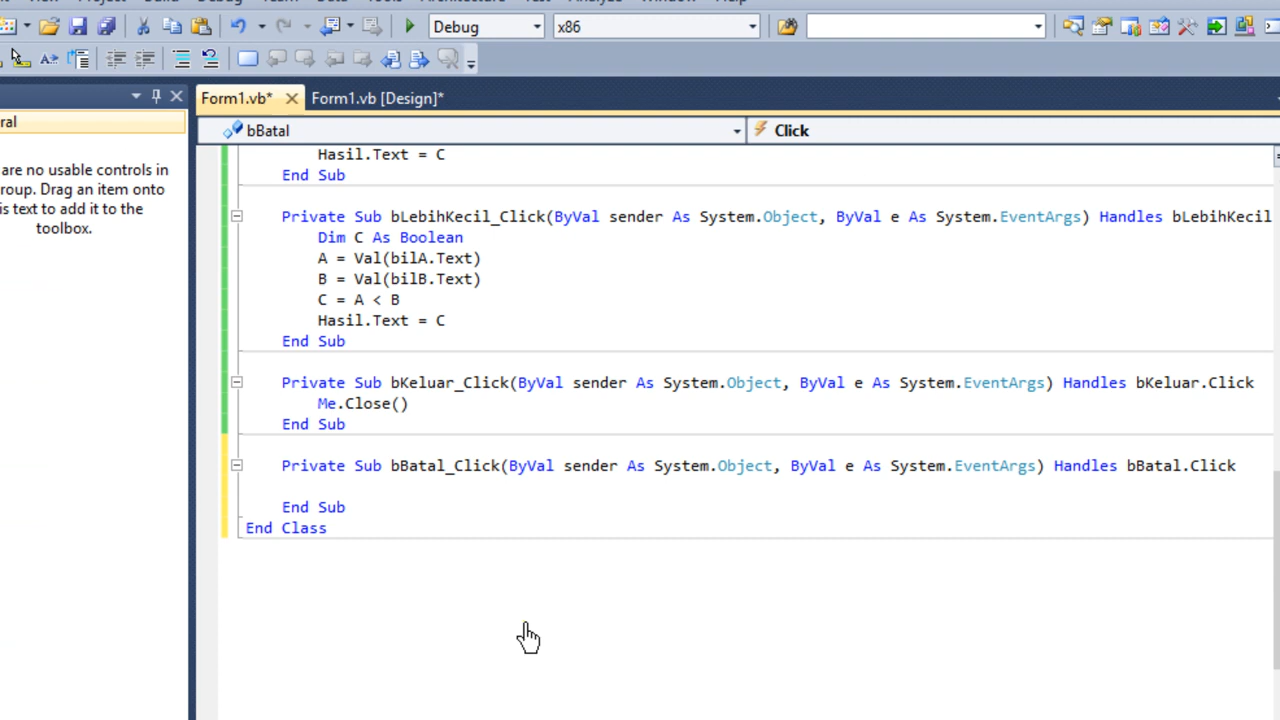 Debug
x86
Form1.vb*
Form1.vb [Design]*
ral
bBatal
Click
are no usable controls in
roup. Drag an item onto
is text to add it to the
toolbox.
Hasil.Text = C
End Sub
Private Sub bLebihKecil_Click(ByVal sender As System.Object, ByVal e As System.EventArgs) Handles bLebihKecil
Dim C As Boolean
A = Val(bilA.Text)
B = Val(bilB.Text)
C = A < B
Hasil.Text = C
End Sub
Private Sub bKeluar_Click(ByVal sender As System.Object, ByVal e As System.EventArgs) Handles bKeluar.Click
Me.Close()
End Sub
Private Sub bBatal_Click(ByVal sender As System.Object, ByVal e As System.EventArgs) Handles bBatal.Click
End Sub
End Class